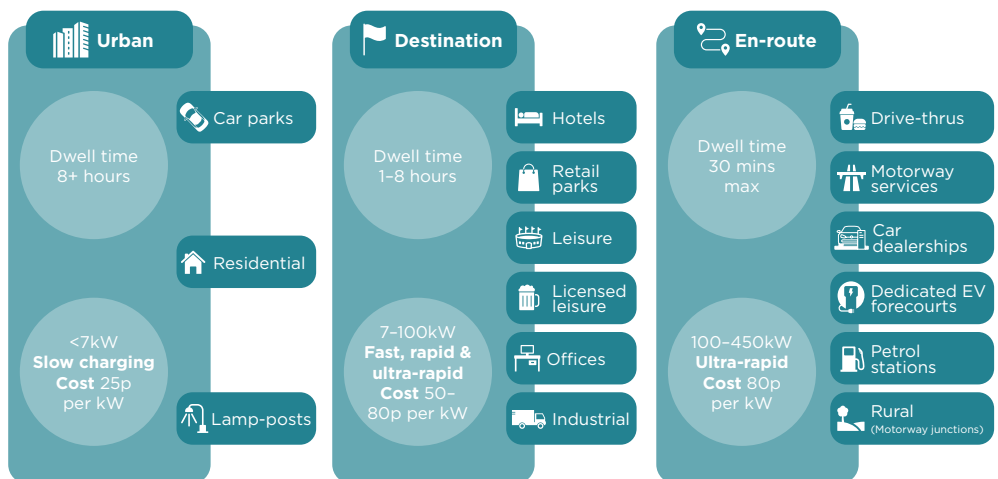 Urban
Dwell time
8+ hours
<7kW
Slow charging
Cost 25p
per kW
Car parks
Residential
Lamp-posts
Destination
Dwell time
1–8 hours
7–100kW
Fast, rapid &
ultra-rapid
Cost 50–
80p per kW
Hotels
Retail
parks
Leisure
Licensed
leisure
Offices
Industrial
En-route
Dwell time
30 mins
max
100–450kW
Ultra-rapid
Cost 80p
per kW
Drive-thrus
Motorway
services
Car
dealerships
Dedicated EV
forecourts
Petrol
stations
Rural
(Motorway junctions)